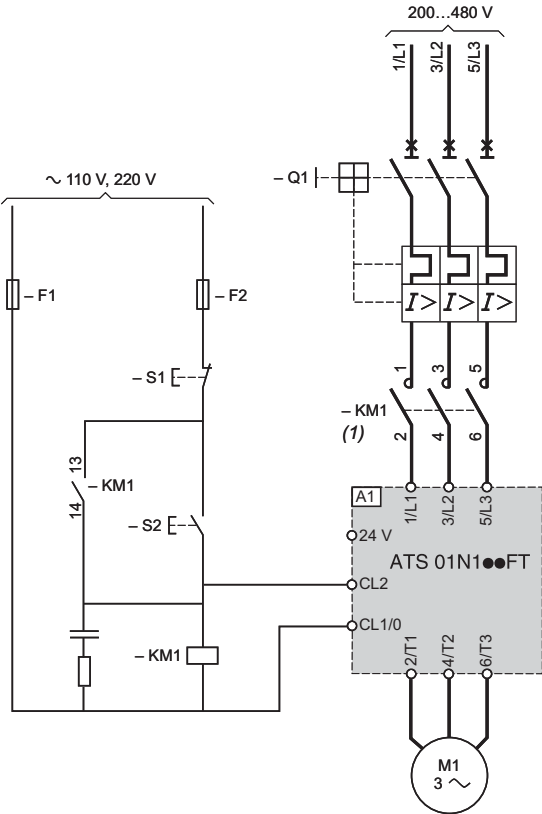 200...480 V
1/L1
3/L2
5/L3
– Q1
~ 110 V, 220 V
– F1
– F2
I>
I>
I>
– S1
1
3
5
– KM1
(1)
2
4
6
13
– KM1
14
– S2
A1
1/L1
3/L2
5/L3
24 V
ATS 01N1●●FT
CL2
CL1/0
– KM1
2/T1
4/T2
6/T3
M1
3 ~